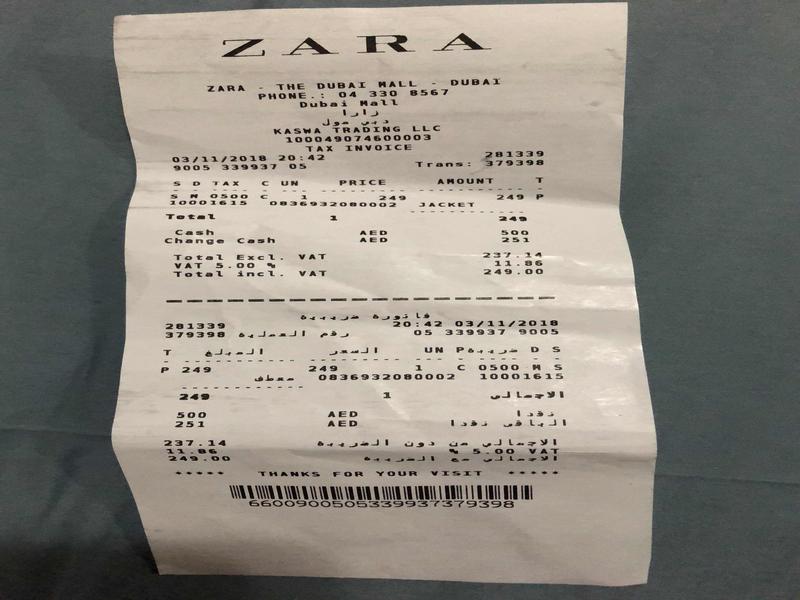 ZARA
ZARA - THE DUBAI MALL - DUBAI
PHONE.: 04 330 8567
Dubai Mall
زارا
دبي مول
KASWA TRADING LLC
100049074600003
TAX INVOICE
03/11/2018 20:42 281339
9005 339937 05 Trans: 379398
S D TAX C UN PRICE AMOUNT T
S M 0500 C 1 249 249 P
10001615 0836932080002 JACKET
Total 1 249
Cash AED 500
Change Cash AED 251
Total Excl. VAT 237.14
VAT 5.00 % 11.86
Total incl. VAT 249.00
فاتورة ضريبية
281339 20:42 03/11/2018
379398 رقم العملية 05 339937 9005
T المبلغ السعر UN P ضريبة D S
P 249 249 1 C 0500 M S
معطف 0836932080002 10001615
249 1 الاجمالي
500 AED نقدا
251 AED الباقي نقدا
237.14 الاجمالي من دون الضريبة
11.86 % 5.00 VAT
249.00 الاجمالي مع الضريبة
***** THANKS FOR YOUR VISIT *****
66009005053399373​79398